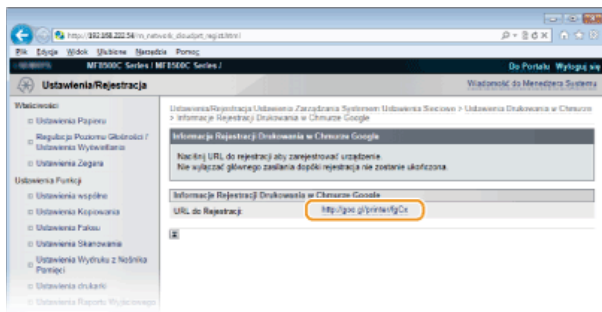 http://192.168.222.54/m_network_cloudprt_regist.html
Plik Edycja Widok Ulubione Narzędzia Pomoc
MF8500C Series / MF8500C Series /
Do Portalu Wyloguj się
Ustawienia/Rejestracja
Wiadomość do Menedżera Systemu
Właściwości
Ustawienia Papieru
Regulacja Poziomu Głośności /
Ustawienia Wyświetlania
Ustawienia Zegara
Ustawienia Funkcji
Ustawienia wspólne
Ustawienia Kopiowania
Ustawienia Faksu
Ustawienia Skanowania
Ustawienia Wydruku z Nośnika
Pamięci
Ustawienia drukarki
Ustawienia Raportu Wyjściowego
Ustawienia/Rejestracja Ustawienia Zarządzania Systemem: Ustawienia Sieciowe > Ustawienia Drukowania w Chmurze
> Informacje Rejestracji Drukowania w Chmurze Google
Informacje Rejestracji Drukowania w Chmurze Google
Naciśnij URL do rejestracji aby zarejestrować urządzenie.
Nie wyłączać głównego zasilania dopóki rejestracja nie zostanie ukończona.
Informacje Rejestracji Drukowania w Chmurze Google
URL do Rejestracji:
http://goo.gl/printer/fgCx